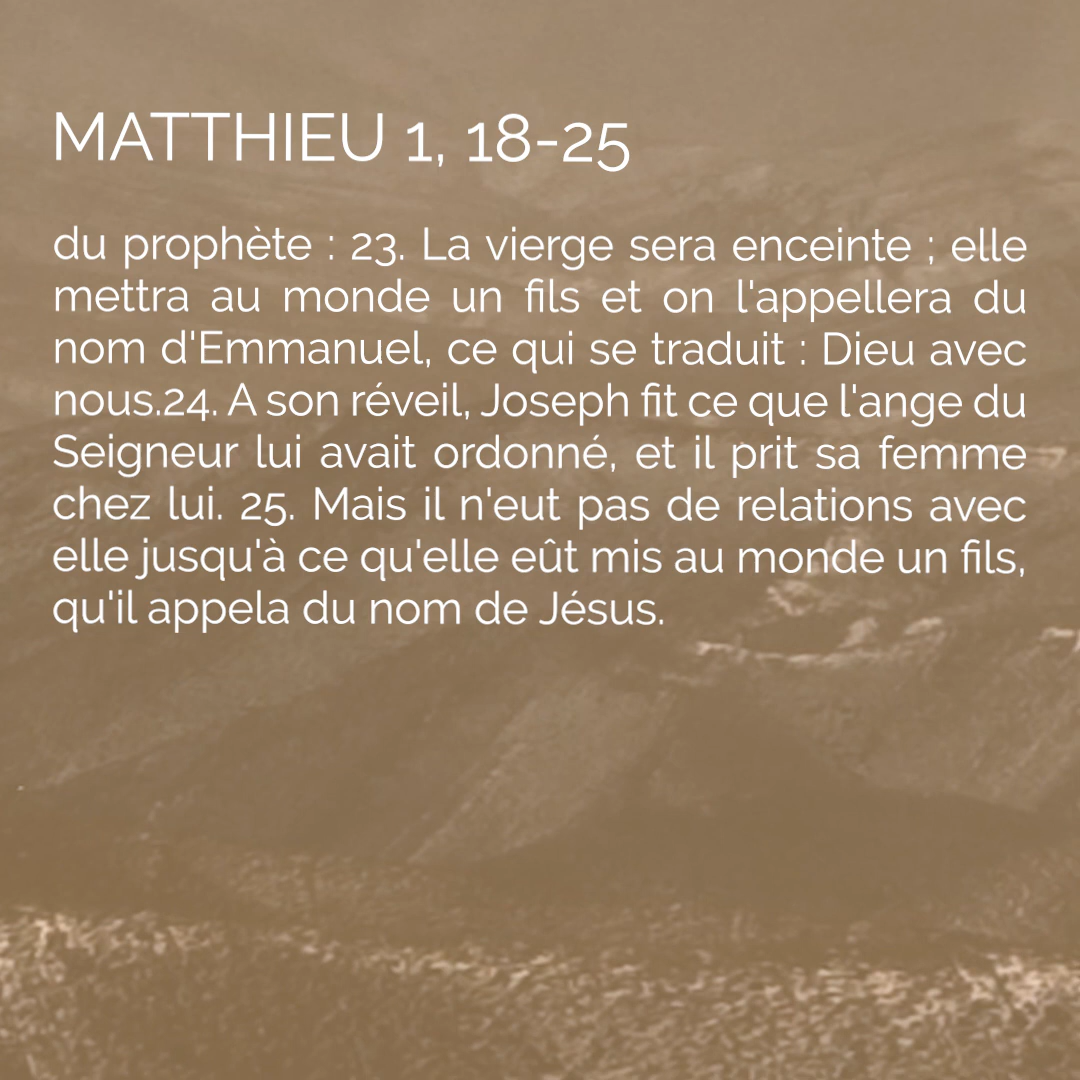 MATTHIEU 1, 18-25
du prophète : 23. La vierge sera enceinte ; elle
mettra au monde un fils et on l'appellera du
nom d'Emmanuel, ce qui se traduit : Dieu avec
nous.24. A son réveil, Joseph fit ce que l'ange du
Seigneur lui avait ordonné, et il prit sa femme
chez lui. 25. Mais il n'eut pas de relations avec
elle jusqu'à ce qu'elle eût mis au monde un fils,
qu'il appela du nom de Jésus.